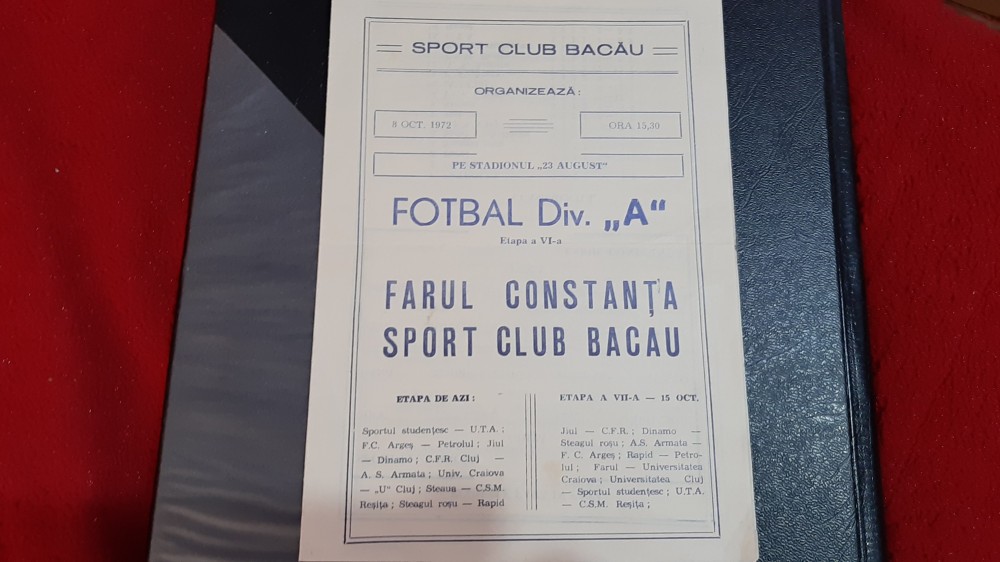 SPORT CLUB BACĂU
ORGANIZEAZĂ :
8 OCT. 1972
ORA 15,30
PE STADIONUL „23 AUGUST“
FOTBAL Div. „A“
Etapa a VI-a
FARUL CONSTANȚA
SPORT CLUB BACAU
ETAPA DE AZI :
Sportul studențesc — U.T.A. ;
F.C. Argeș — Petrolul ; Jiul
— Dinamo ; C.F.R. Cluj —
A. S. Armata ; Univ. Craiova
— „U" Cluj ; Steaua — C.S.M.
Reșița ; Steagul roșu — Rapid
ETAPA A VII-A — 15 OCT.
Jiul — C.F.R. ; Dinamo —
Steagul roșu ; A.S. Armata —
F. C. Argeș ; Rapid — Petro-
lul ; Farul — Universitatea
Craiova ; Universitatea Cluj
— Sportul studențesc ; U.T.A.
— C.S.M. Reșița ;